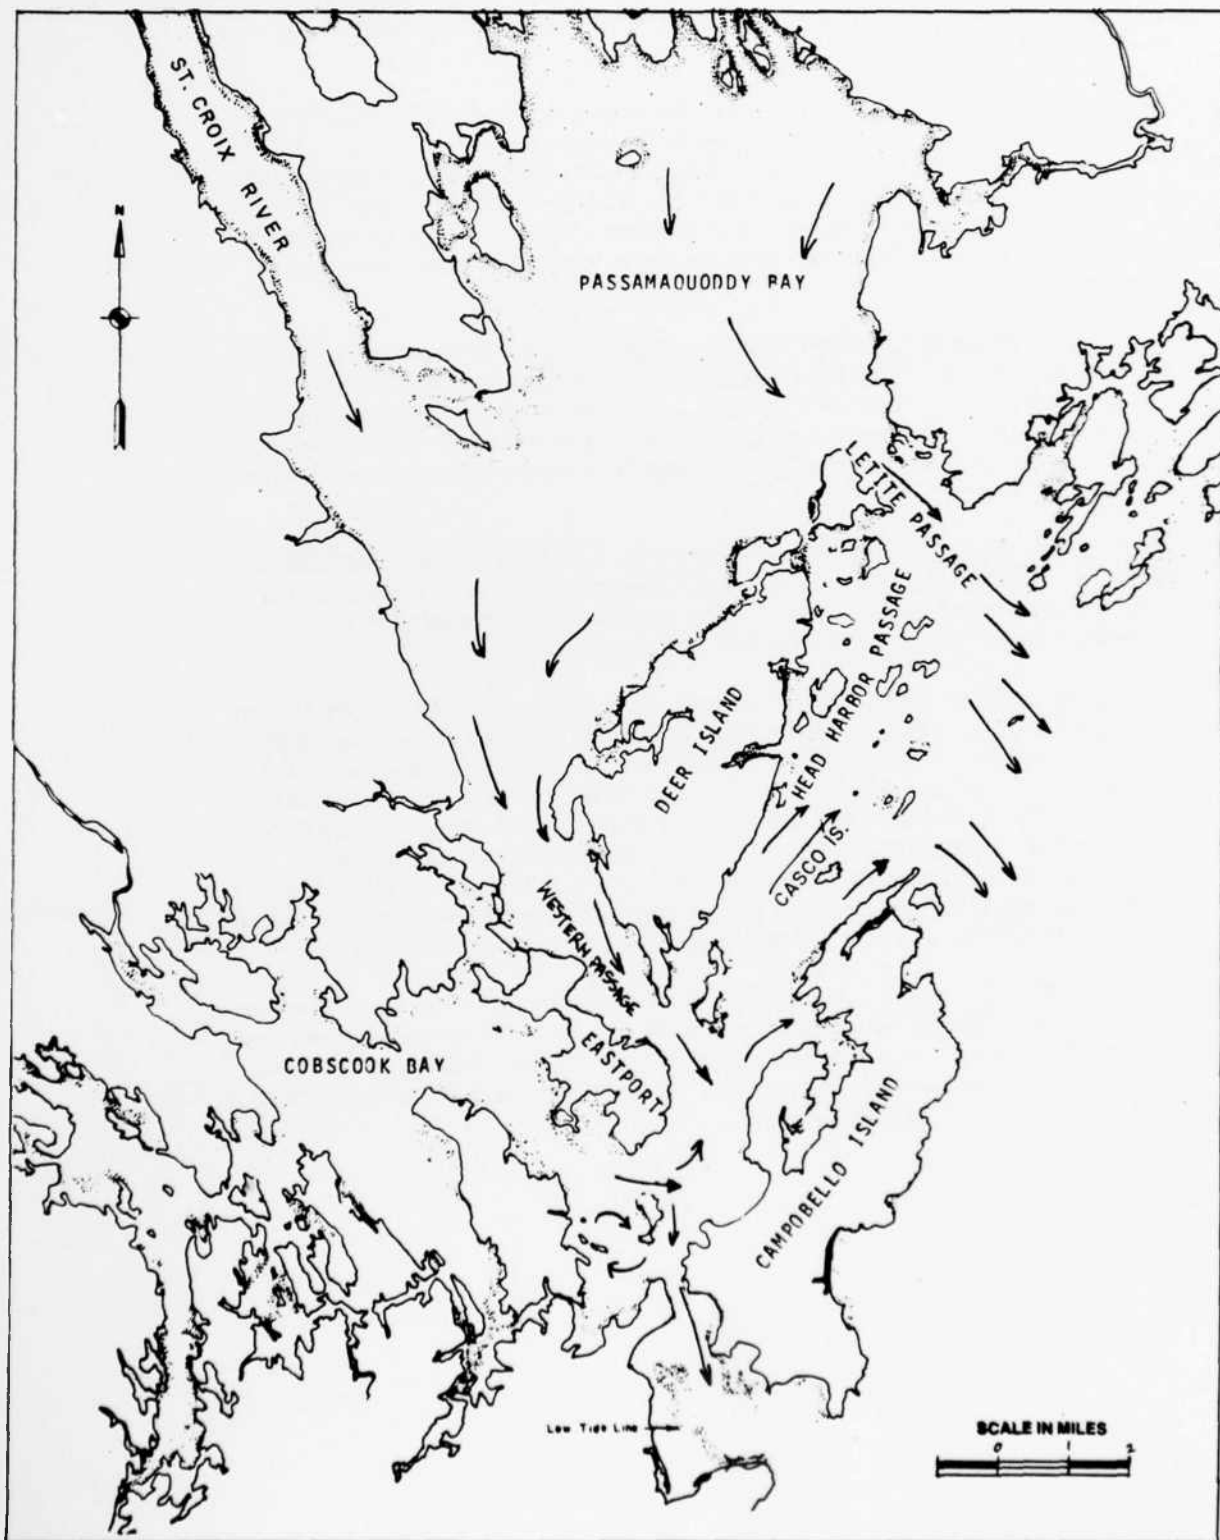 ST. CROIX RIVER
N
PASSAMAQUODDY BAY
LETITE PASSAGE
HEAD HARBOR PASSAGE
DEER ISLAND
CASCO IS.
WESTERN PASSAGE
EASTPORT
COBSCOOK BAY
CAMPOBELLO ISLAND
Low Tide Line
SCALE IN MILES
0 1 2